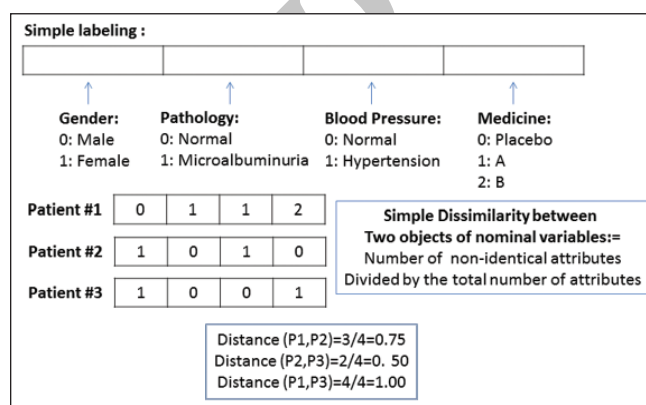 Simple labeling :
Gender: Pathology: Blood Pressure: Medicine:
0: Male 0: Normal 0: Normal 0: Placebo
1: Female 1: Microalbuminuria 1: Hypertension 1: A
2: B
Patient #1 0 1 1 2
Patient #2 1 0 1 0
Patient #3 1 0 0 1
Simple Dissimilarity between
Two objects of nominal variables:=
Number of non-identical attributes
Divided by the total number of attributes
Distance (P1,P2)=3/4=0.75
Distance (P2,P3)=2/4=0. 50
Distance (P1,P3)=4/4=1.00